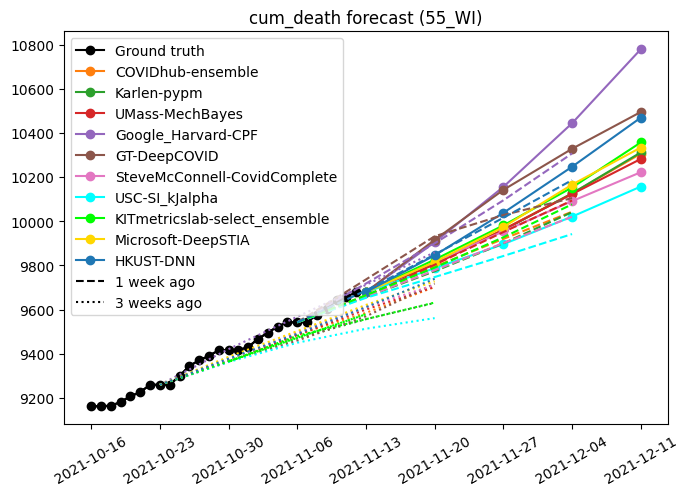 cum_death forecast (55_WI)
10800
10600
10400
10200
10000
9800
9600
9400
9200
Ground truth
COVIDhub-ensemble
Karlen-pypm
UMass-MechBayes
Google_Harvard-CPF
GT-DeepCOVID
SteveMcConnell-CovidComplete
USC-SI_kJalpha
KITmetricslab-select_ensemble
Microsoft-DeepSTIA
HKUST-DNN
1 week ago
3 weeks ago
2021-10-16
2021-10-23
2021-10-30
2021-11-06
2021-11-13
2021-11-20
2021-11-27
2021-12-04
2021-12-11